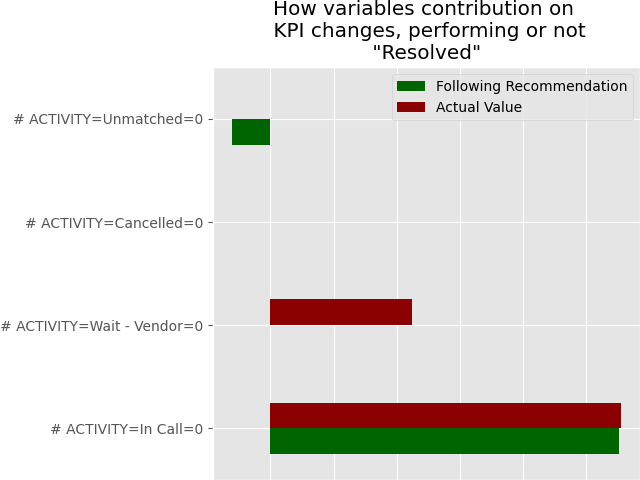 How variables contribution on
KPI changes, performing or not
"Resolved"
Following Recommendation
Actual Value
# ACTIVITY=Unmatched=0
# ACTIVITY=Cancelled=0
# ACTIVITY=Wait - Vendor=0
# ACTIVITY=In Call=0